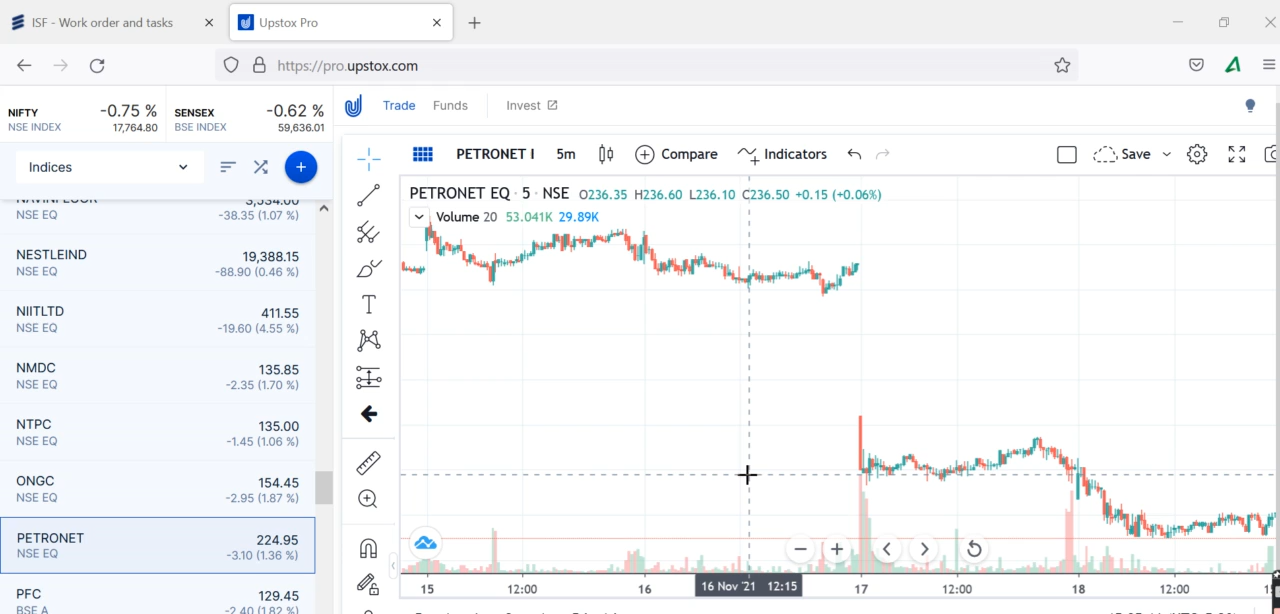 ISF - Work order and tasks
Upstox Pro
https://pro.upstox.com
NIFTY -0.75 %
NSE INDEX 17,764.80
SENSEX -0.62 %
BSE INDEX 59,636.01
Trade Funds Invest
Indices
PETRONET I 5m Compare Indicators Save
PETRONET EQ · 5 · NSE O236.35 H236.60 L236.10 C236.50 +0.15 (+0.06%)
Volume 20 53.041K 29.89K
NSE EQ -38.35 (1.07 %)
NESTLEIND 19,388.15
NSE EQ -88.90 (0.46 %)
NIITLTD 411.55
NSE EQ -19.60 (4.55 %)
NMDC 135.85
NSE EQ -2.35 (1.70 %)
NTPC 135.00
NSE EQ -1.45 (1.06 %)
ONGC 154.45
NSE EQ -2.95 (1.87 %)
PETRONET 224.95
NSE EQ -3.10 (1.36 %)
PFC 129.45
BSE A -2.40 (1.82 %)
15 12:00 16 16 Nov '21 12:15 17 12:00 18 12:00